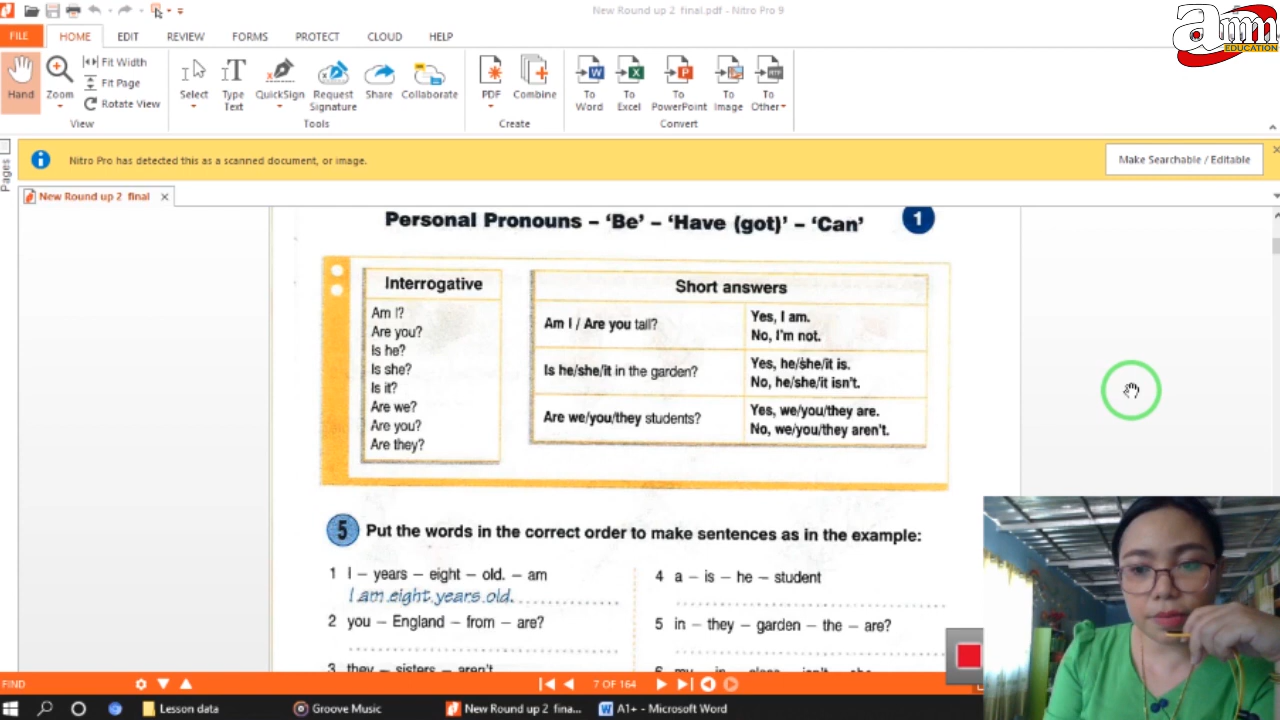 New Round up 2 final.pdf - Nitro Pro 9
amm
EDUCATION
FILE HOME EDIT REVIEW FORMS PROTECT CLOUD HELP
Hand Zoom Fit Width
Fit Page
Rotate View
View
Select Type Text QuickSign Request Signature Share Collaborate
Tools
PDF Combine
Create
To Word To Excel To PowerPoint To Image To Other
Convert
Pages
Nitro Pro has detected this as a scanned document, or image. Make Searchable / Editable
New Round up 2 final
Personal Pronouns – ‘Be’ – ‘Have (got)’ – ‘Can’ 1
Interrogative
Am I?
Are you?
Is he?
Is she?
Is it?
Are we?
Are you?
Are they?
Short answers
Am I / Are you tall? Yes, I am.
No, I'm not.
Is he/she/it in the garden? Yes, he/she/it is.
No, he/she/it isn't.
Are we/you/they students? Yes, we/you/they are.
No, we/you/they aren't.
5 Put the words in the correct order to make sentences as in the example:
1 I – years – eight – old. – am
I am eight years old.
2 you – England – from – are?
3 they – sisters – aren't
4 a – is – he – student
5 in – they – garden – the – are?
FIND 7 OF 164
Lesson data Groove Music New Round up 2 fina... A1+ - Microsoft Word